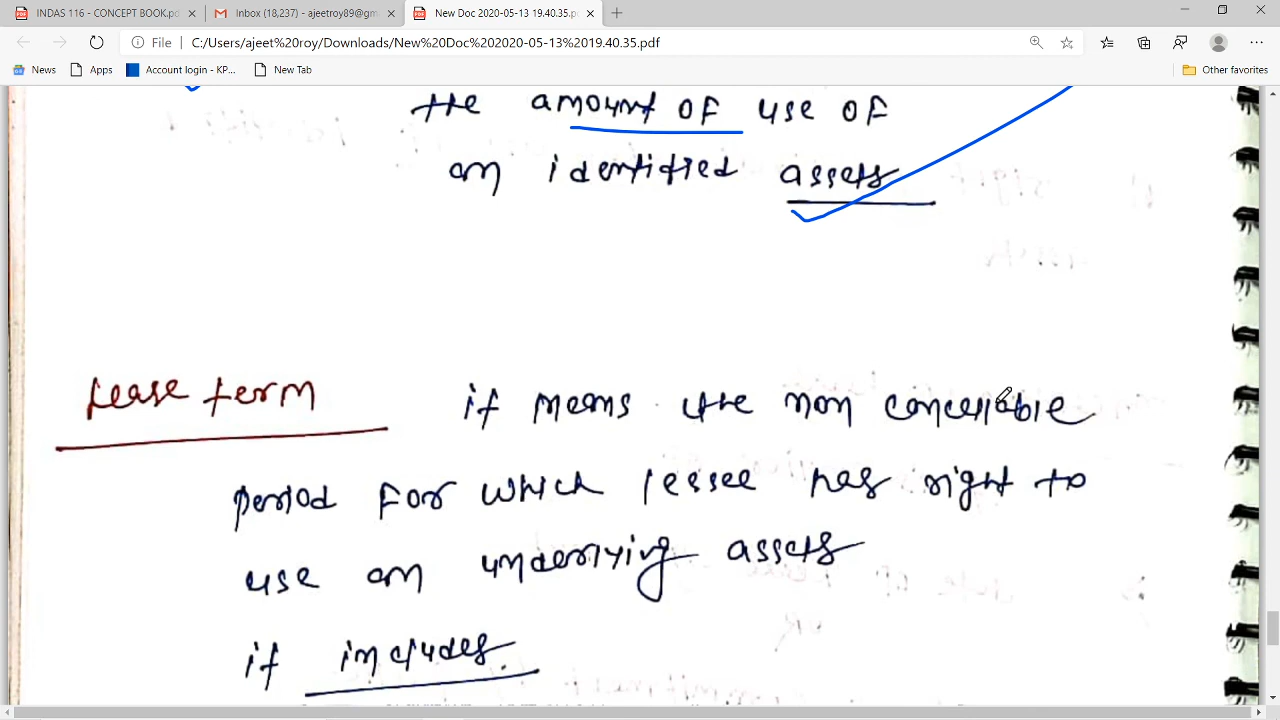 INDAS 116 - CONCEPT BOOK.pd
Inbox (18,237) - ajeetroy89@gm
New Doc 2020-05-13 19.40.35.p
File
C:/Users/ajeet%20roy/Downloads/New%20Doc%202020-05-13%2019.40.35.pdf
News Apps Account login - KP... New Tab Other favorites
the amount of use of
an identified assets
Lease term it means the non cancellable
period for which lessee has right to
use an underlying assets
it includes.